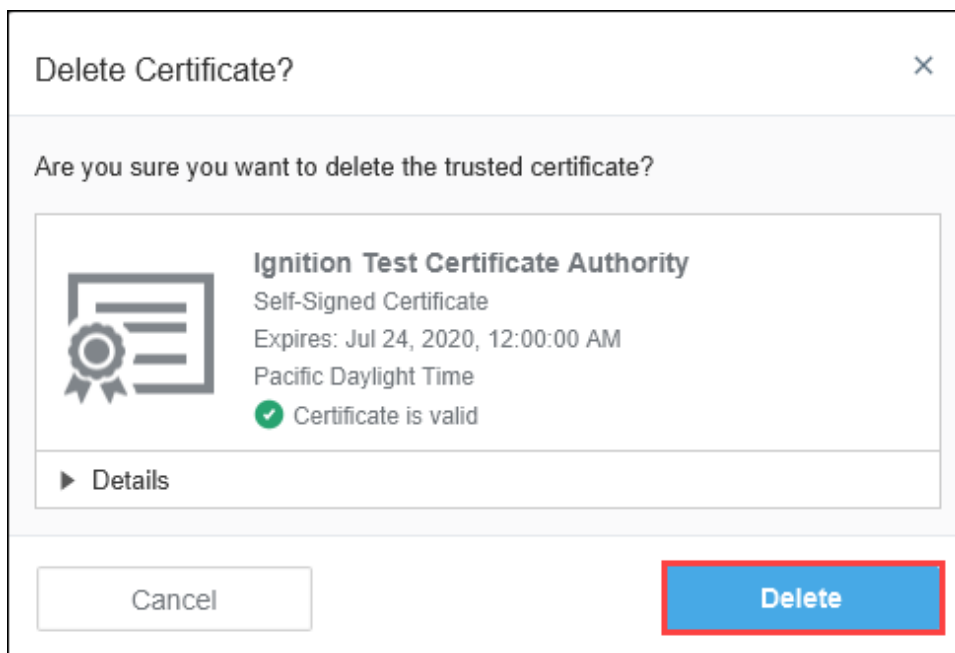 Delete Certificate?
Are you sure you want to delete the trusted certificate?
Ignition Test Certificate Authority
Self-Signed Certificate
Expires: Jul 24, 2020, 12:00:00 AM
Pacific Daylight Time
Certificate is valid
Details
Cancel
Delete